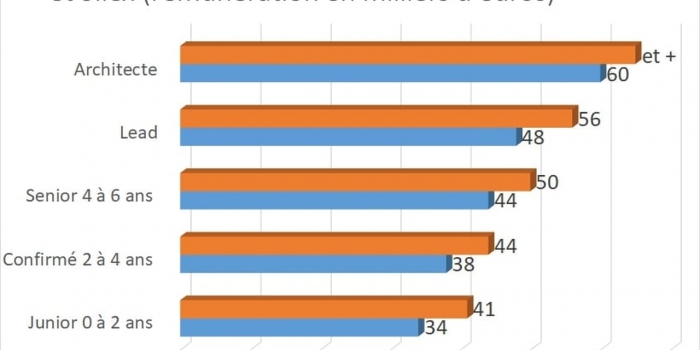 Architecte
et +
60
Lead
56
48
Senior 4 à 6 ans
50
44
Confirmé 2 à 4 ans
44
38
Junior 0 à 2 ans
41
34